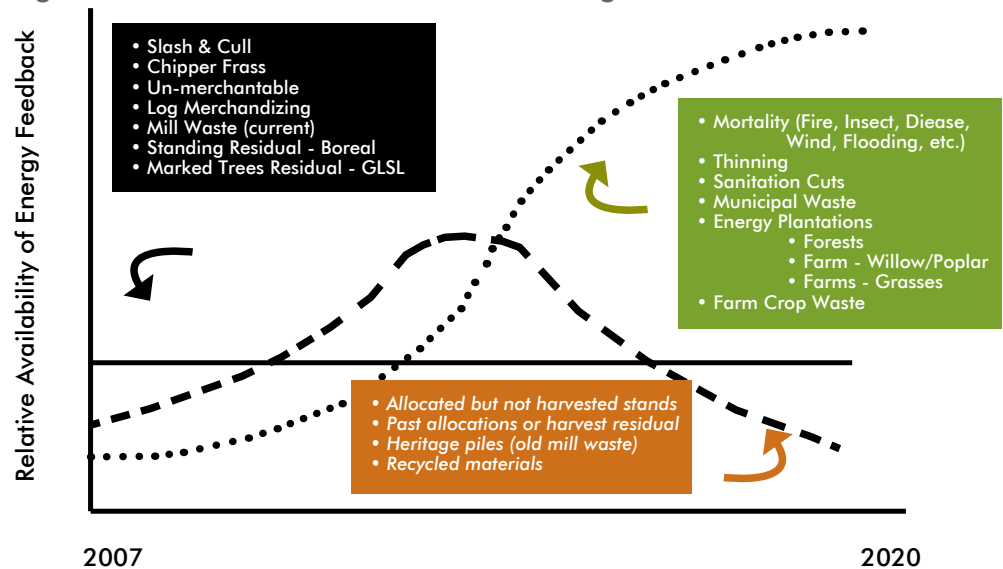 Relative Availability of Energy Feedback
• Slash & Cull
• Chipper Frass
• Un-merchantable
• Log Merchandizing
• Mill Waste (current)
• Standing Residual - Boreal
• Marked Trees Residual - GLSL
• Mortality (Fire, Insect, Diease,
Wind, Flooding, etc.)
• Thinning
• Sanitation Cuts
• Municipal Waste
• Energy Plantations
• Forests
• Farm - Willow/Poplar
• Farms - Grasses
• Farm Crop Waste
• Allocated but not harvested stands
• Past allocations or harvest residual
• Heritage piles (old mill waste)
• Recycled materials
2007
2020